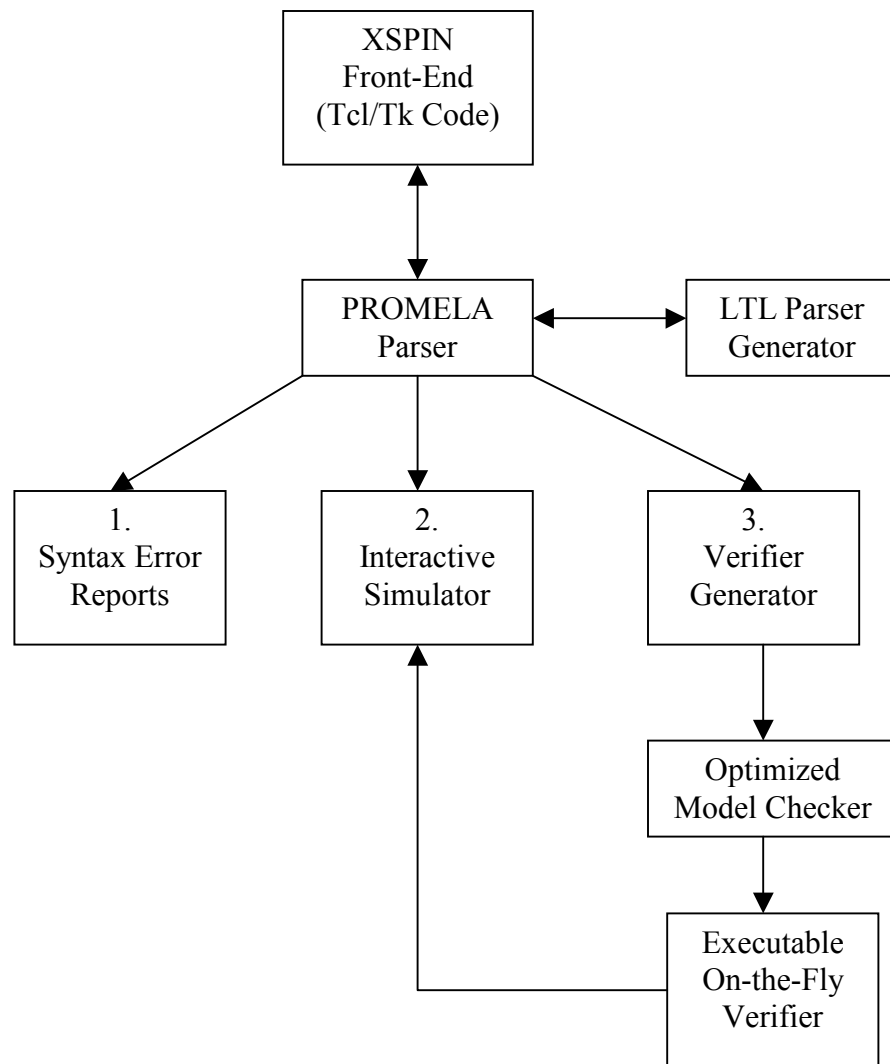 XSPIN
Front-End
(Tcl/Tk Code)
PROMELA
Parser
LTL Parser
Generator
1.
Syntax Error
Reports
2.
Interactive
Simulator
3.
Verifier
Generator
Optimized
Model Checker
Executable
On-the-Fly
Verifier